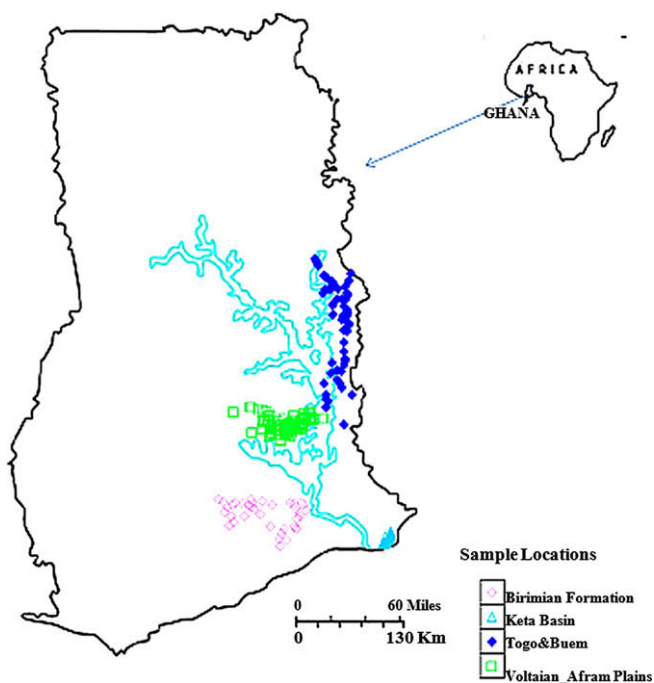 AFRICA
GHANA
Sample Locations
Birimian Formation
Keta Basin
Togo&Buem
Voltaian_Afram Plains
0 60 Miles
0 130 Km